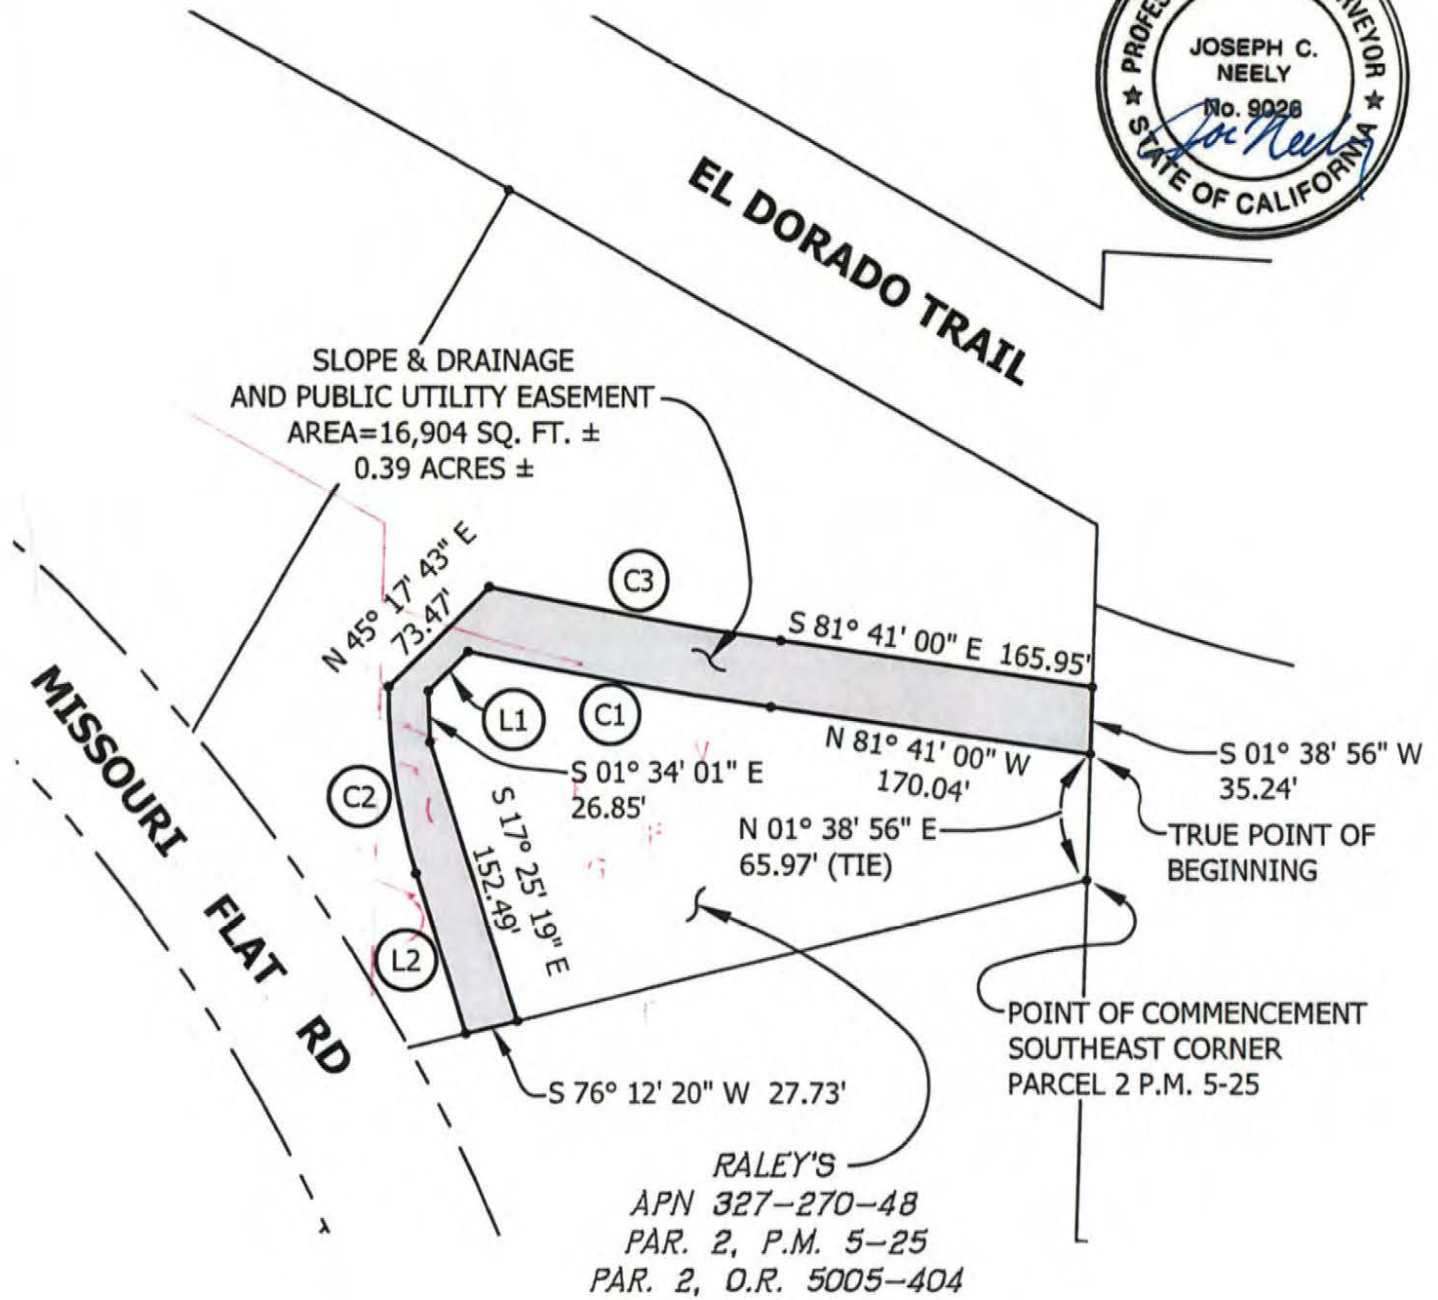 JOSEPH C.
NEELY
No. 9026
STATE OF CALIFORNIA
EL DORADO TRAIL
SLOPE & DRAINAGE
AND PUBLIC UTILITY EASEMENT
AREA=16,904 SQ. FT. ±
0.39 ACRES ±
N 45° 17' 43" E
73.47'
C3
S 81° 41' 00" E 165.95'
L1
C1
N 81° 41' 00" W
170.04'
S 01° 38' 56" W
35.24'
S 01° 34' 01" E
26.85'
C2
S 17° 25' 19" E
152.49'
N 01° 38' 56" E
65.97' (TIE)
TRUE POINT OF
BEGINNING
L2
MISSOURI FLAT RD
POINT OF COMMENCEMENT
SOUTHEAST CORNER
PARCEL 2 P.M. 5-25
S 76° 12' 20" W 27.73'
RALEY'S
APN 327-270-48
PAR. 2, P.M. 5-25
PAR. 2, O.R. 5005-404